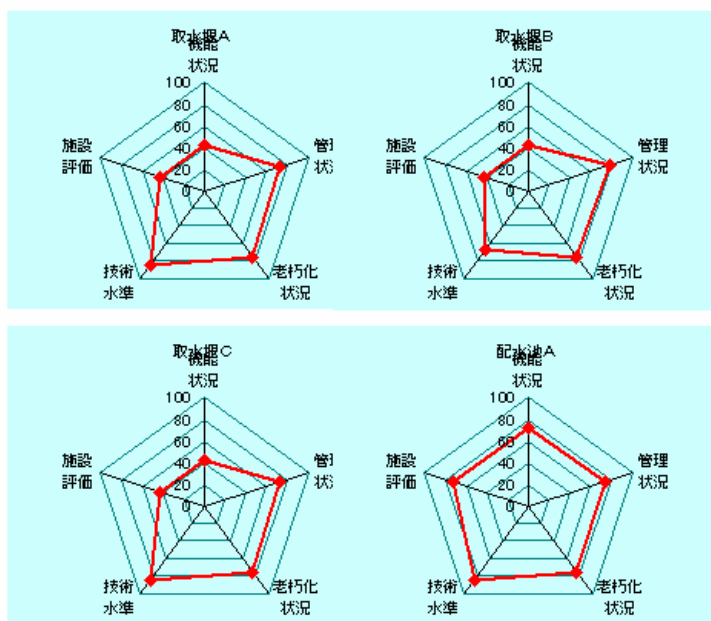 取水堰A
機能
状況
100
80
60
40
20
0
施設
評価
管理
状況
技術
水準
老朽化
状況
取水堰B
機能
状況
100
80
60
40
20
0
施設
評価
管理
状況
技術
水準
老朽化
状況
取水堰C
機能
状況
100
80
60
40
20
0
施設
評価
管理
状況
技術
水準
老朽化
状況
配水池A
機能
状況
100
80
60
40
20
0
施設
評価
管理
状況
技術
水準
老朽化
状況